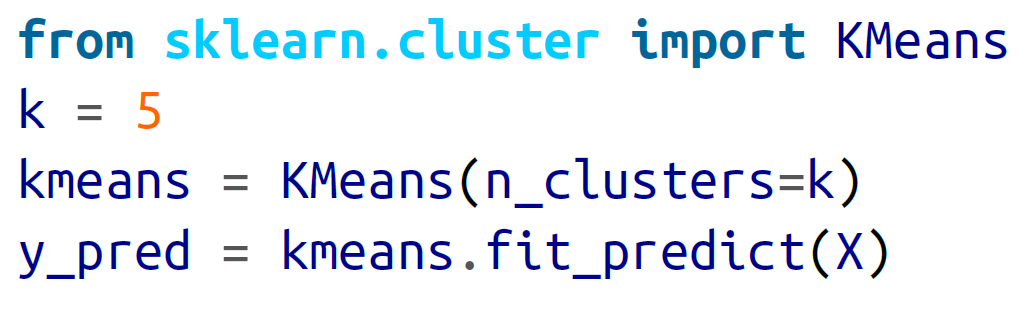 from sklearn.cluster import KMeans
k = 5
kmeans = KMeans(n_clusters=k)
y_pred = kmeans.fit_predict(X)